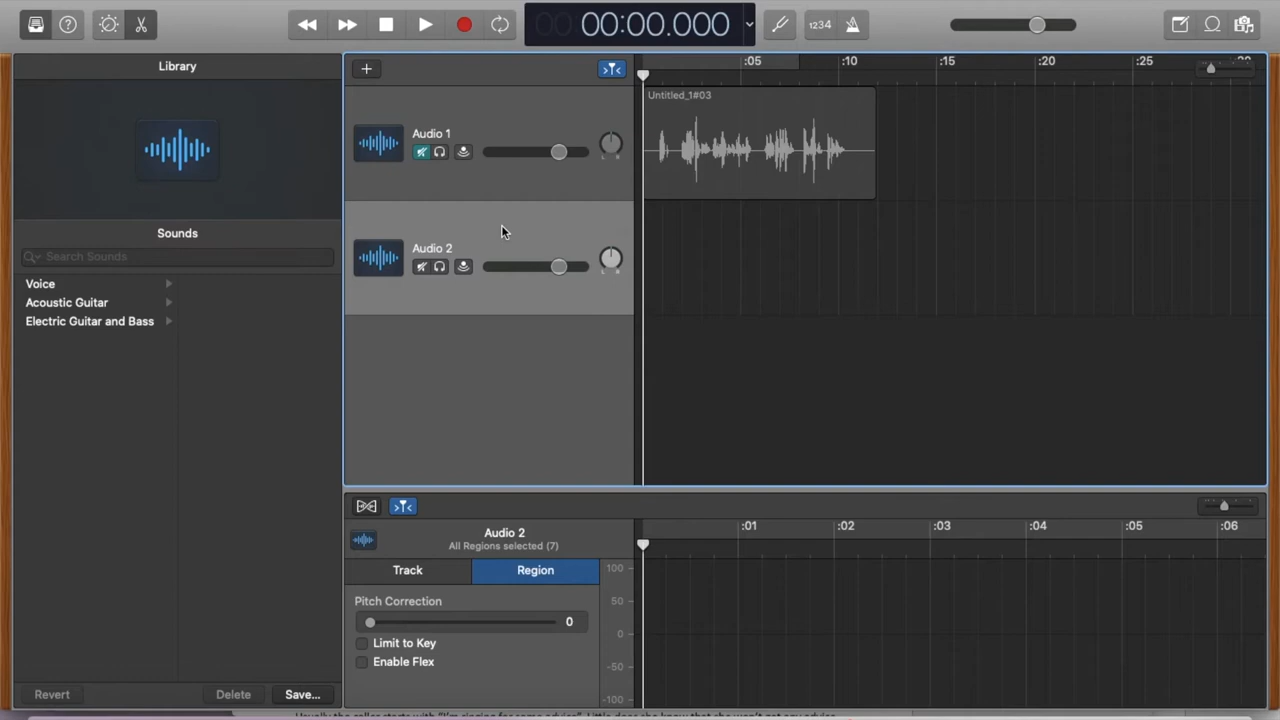 1234
00:00.000
Library
Sounds
Search Sounds
Voice
Acoustic Guitar
Electric Guitar and Bass
Revert
Delete
Save...
:05
:10
:15
:20
:25
Audio 1
L R
Untitled_1#03
Audio 2
L R
:01
:02
:03
:04
:05
:06
Audio 2
All Regions selected (7)
Track
Region
Pitch Correction
0
Limit to Key
Enable Flex
100
50
0
-50
-100